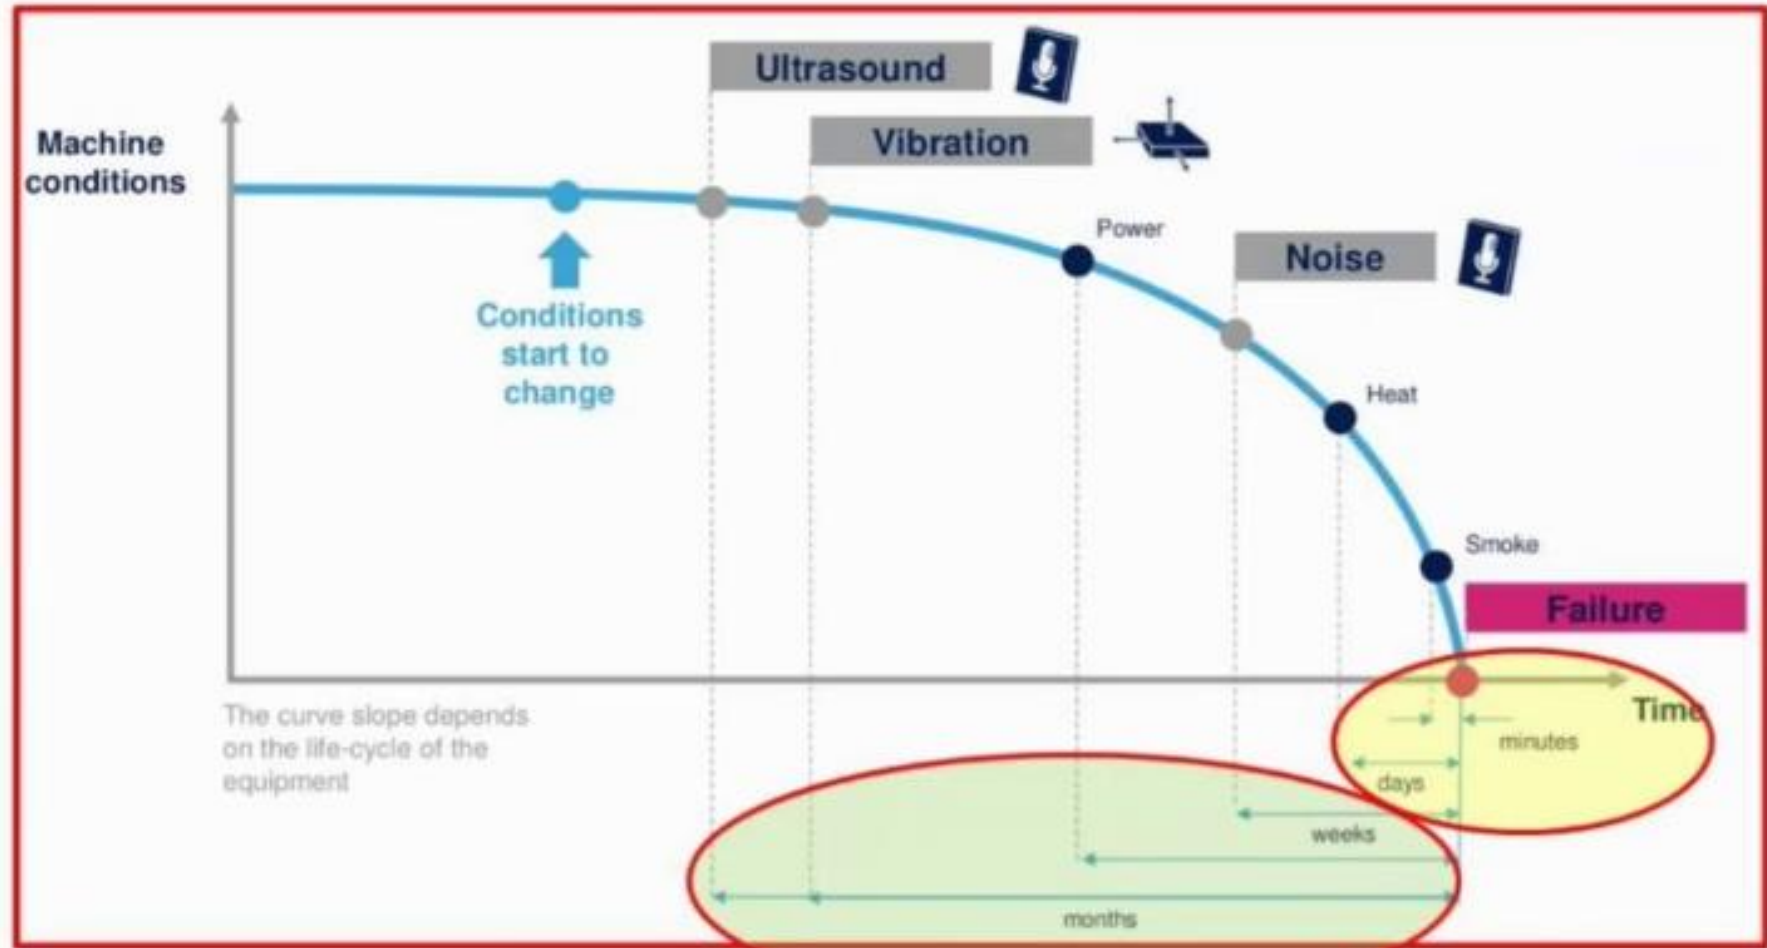 Ultrasound
Vibration
Machine
conditions
Power
Noise
Conditions
start to
change
Heat
Smoke
Failure
Time
The curve slope depends
on the life-cycle of the
equipment
minutes
days
weeks
months